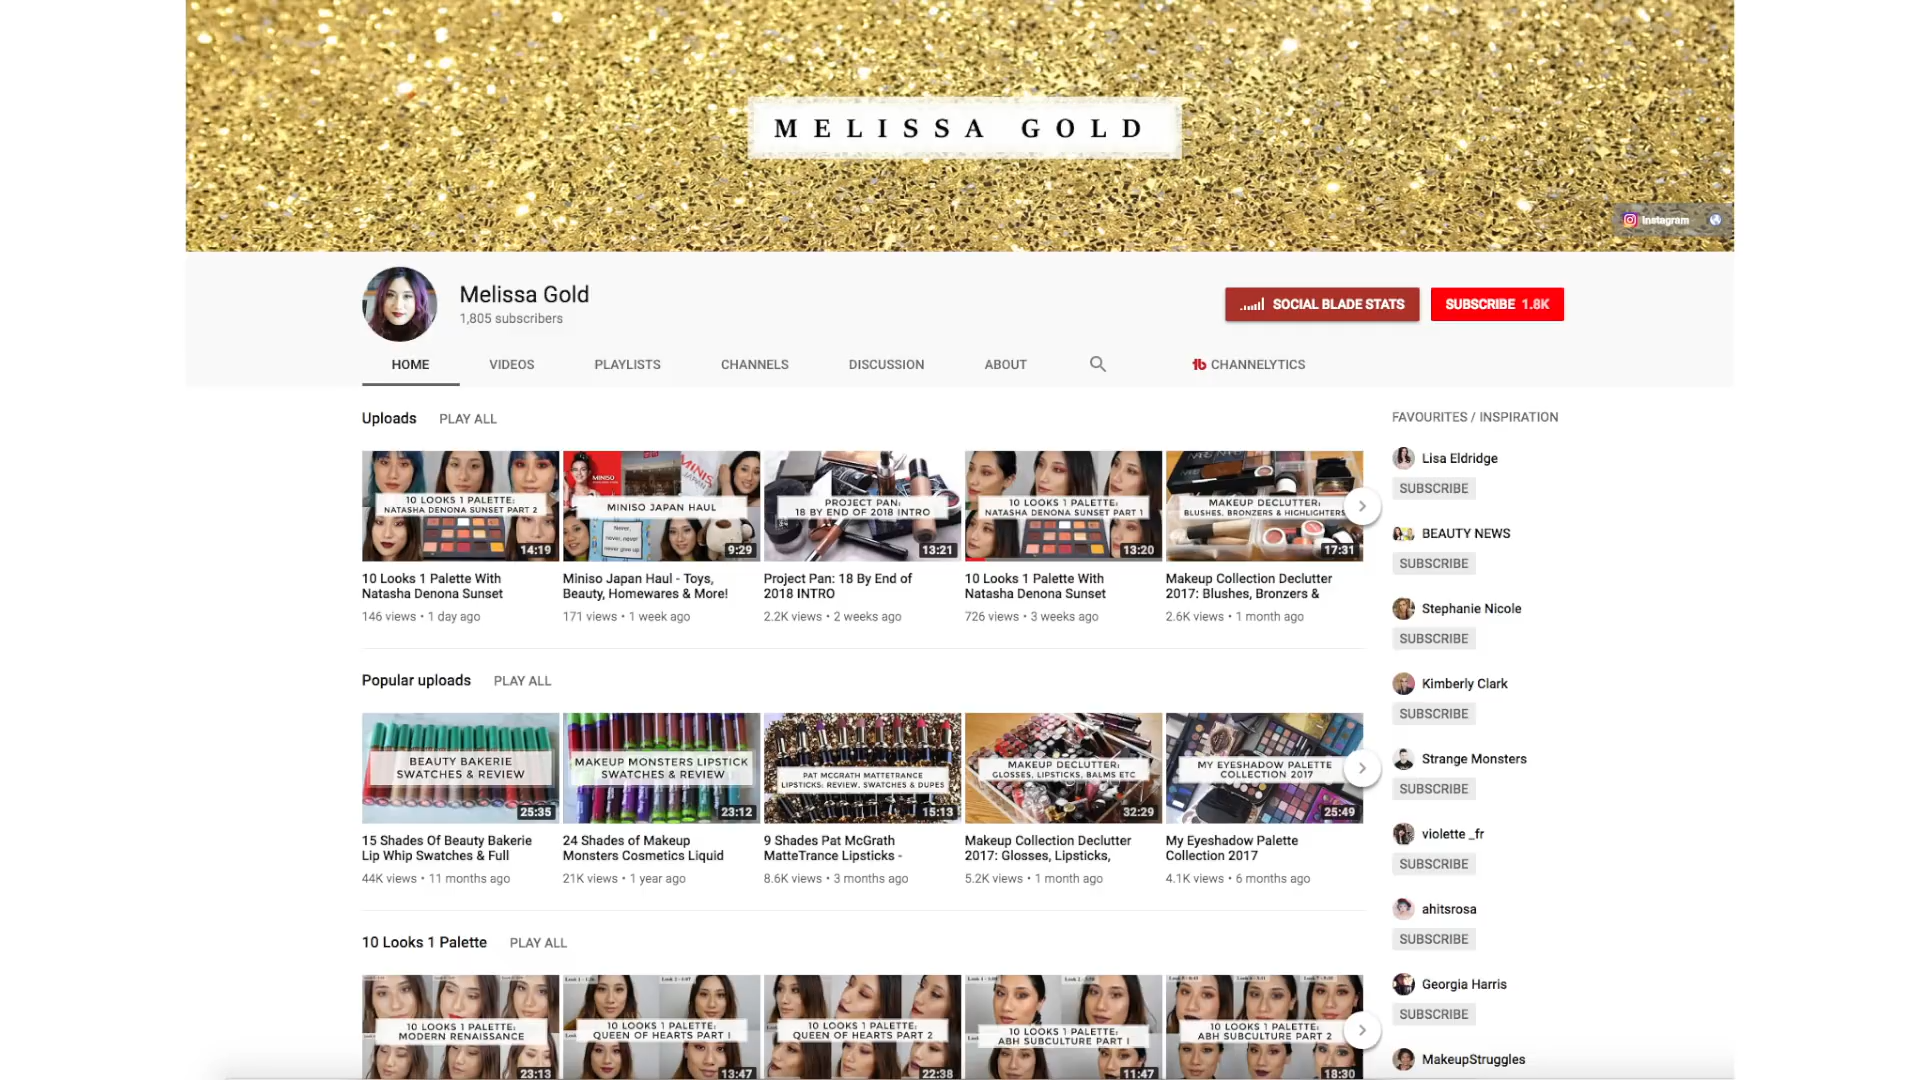 MELISSA GOLD
Instagram
Melissa Gold
1,805 subscribers
SOCIAL BLADE STATS
SUBSCRIBE 1.8K
HOME
VIDEOS
PLAYLISTS
CHANNELS
DISCUSSION
ABOUT
CHANNELYTICS
Uploads PLAY ALL
10 LOOKS 1 PALETTE:
NATASHA DENONA SUNSET PART 2
14:19
MINISO JAPAN HAUL
9:29
PROJECT PAN:
18 BY END OF 2018 INTRO
13:21
10 LOOKS 1 PALETTE:
NATASHA DENONA SUNSET PART 1
13:20
MAKEUP DECLUTTER:
BLUSHES, BRONZERS & HIGHLIGHTERS
17:31
10 Looks 1 Palette With
Natasha Denona Sunset
146 views • 1 day ago
Miniso Japan Haul - Toys,
Beauty, Homewares & More!
171 views • 1 week ago
Project Pan: 18 By End of
2018 INTRO
2.2K views • 2 weeks ago
10 Looks 1 Palette With
Natasha Denona Sunset
726 views • 3 weeks ago
Makeup Collection Declutter
2017: Blushes, Bronzers &
2.6K views • 1 month ago
Popular uploads PLAY ALL
BEAUTY BAKERIE
SWATCHES & REVIEW
25:35
MAKEUP MONSTERS LIPSTICK
SWATCHES & REVIEW
23:12
PAT MCGRATH MATTETRANCE
LIPSTICKS: REVIEW, SWATCHES & DUPES
15:13
MAKEUP DECLUTTER:
GLOSSES, LIPSTICKS, BALMS ETC
32:29
MY EYESHADOW PALETTE
COLLECTION 2017
25:49
15 Shades Of Beauty Bakerie
Lip Whip Swatches & Full
44K views • 11 months ago
24 Shades of Makeup
Monsters Cosmetics Liquid
21K views • 1 year ago
9 Shades Pat McGrath
MatteTrance Lipsticks -
8.6K views • 3 months ago
Makeup Collection Declutter
2017: Glosses, Lipsticks,
5.2K views • 1 month ago
My Eyeshadow Palette
Collection 2017
4.1K views • 6 months ago
10 Looks 1 Palette PLAY ALL
10 LOOKS 1 PALETTE:
MODERN RENAISSANCE
23:13
10 LOOKS 1 PALETTE:
QUEEN OF HEARTS PART 1
13:47
10 LOOKS 1 PALETTE:
QUEEN OF HEARTS PART 2
22:38
10 LOOKS 1 PALETTE:
ABH SUBCULTURE PART 1
11:47
10 LOOKS 1 PALETTE:
ABH SUBCULTURE PART 2
18:30
FAVOURITES / INSPIRATION
Lisa Eldridge
SUBSCRIBE
BEAUTY NEWS
SUBSCRIBE
Stephanie Nicole
SUBSCRIBE
Kimberly Clark
SUBSCRIBE
Strange Monsters
SUBSCRIBE
violette _fr
SUBSCRIBE
ahitsrosa
SUBSCRIBE
Georgia Harris
SUBSCRIBE
MakeupStruggles